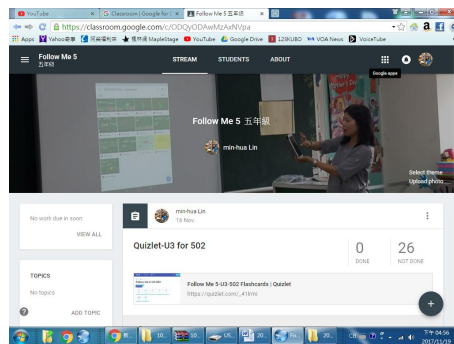 YouTube
Classroom | Google for E
Follow Me 5 五年級
https://classroom.google.com/c/ODQyODAwMzAxNVpa
Apps
Yahoo奇摩
MapleStage
YouTube
Google Drive
123KUBO
VOA News
VoiceTube
Follow Me 5
五年級
STREAM
STUDENTS
ABOUT
Google apps
Follow Me 5 五年級
min-hua Lin
Select theme
Upload photo
No work due in soon
VIEW ALL
min-hua Lin
Quizlet-U3 for 502
0
DONE
26
NOT DONE
Follow Me 5-U3-502 Flashcards | Quizlet
TOPICS
No topics
ADD TOPIC
下午 04:56
2017/11/19